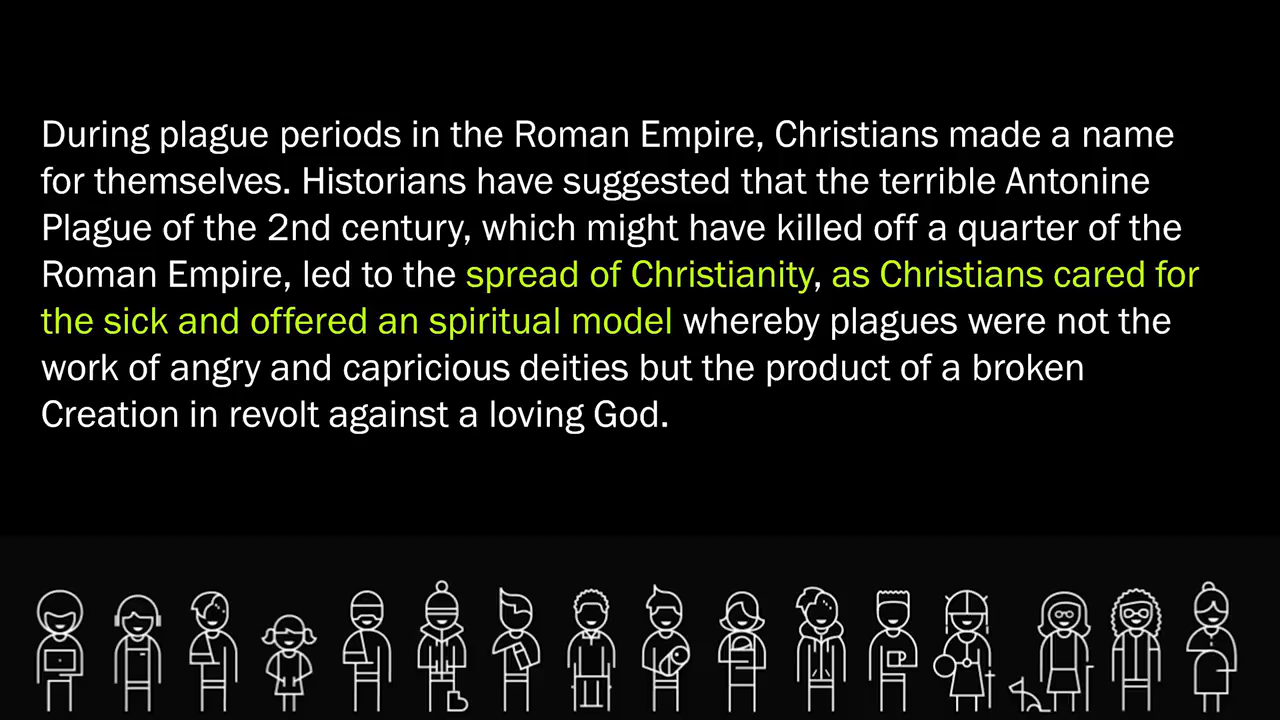 During plague periods in the Roman Empire, Christians made a name
for themselves. Historians have suggested that the terrible Antonine
Plague of the 2nd century, which might have killed off a quarter of the
Roman Empire, led to the spread of Christianity, as Christians cared for
the sick and offered an spiritual model whereby plagues were not the
work of angry and capricious deities but the product of a broken
Creation in revolt against a loving God.